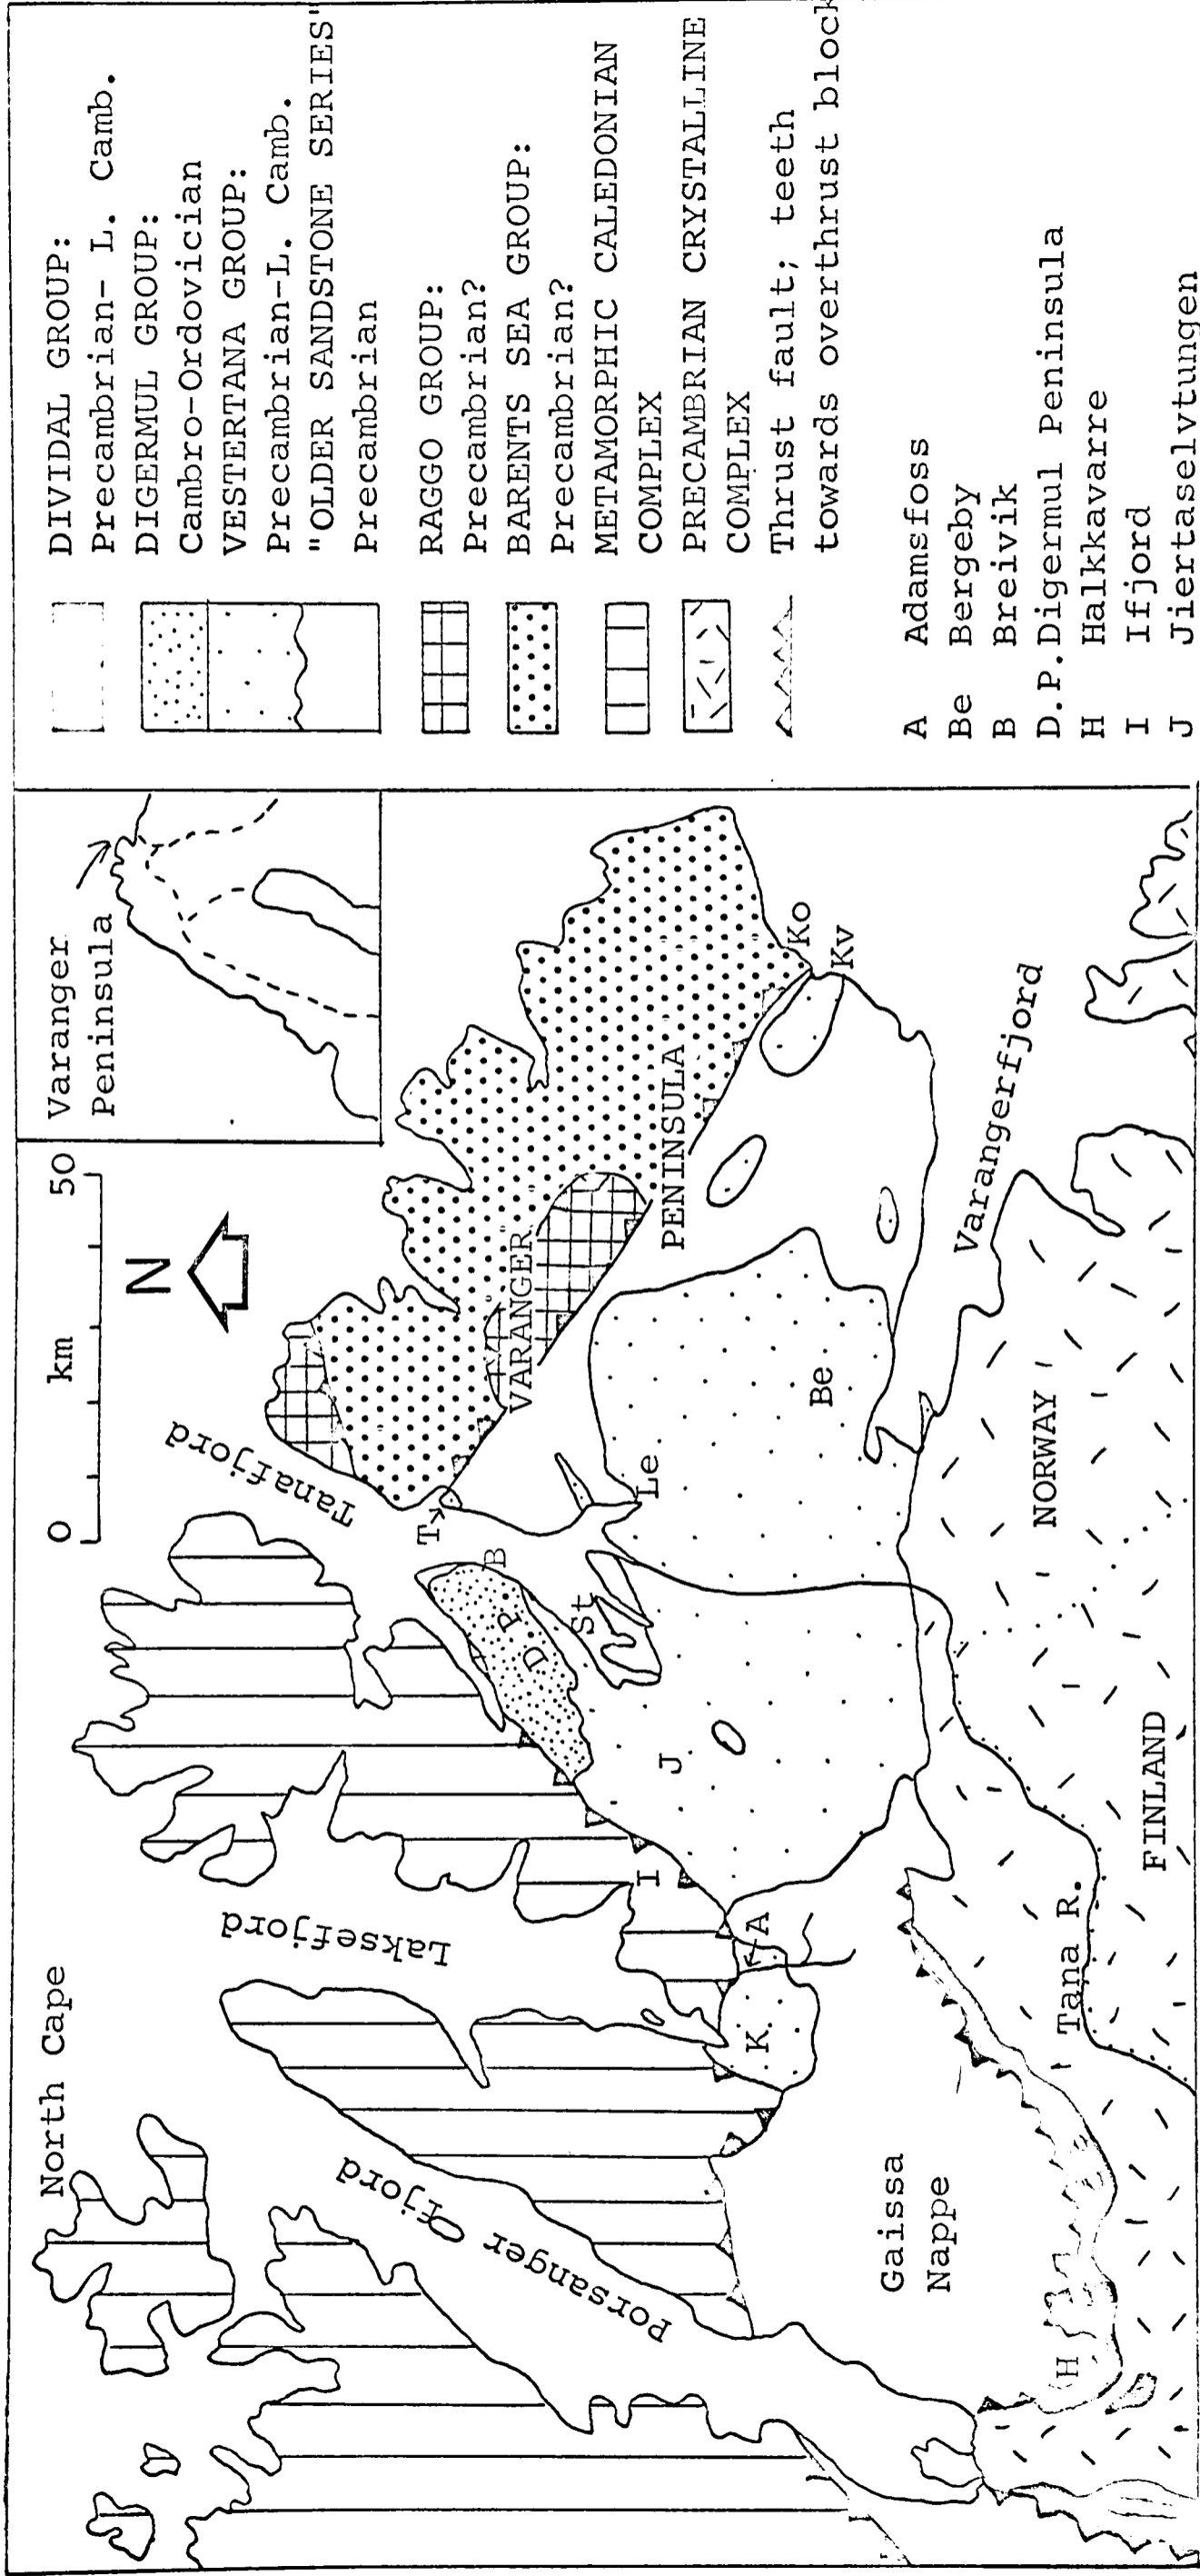 North Cape
0 km 50
N
Varanger
Peninsula
Tanafjord
Laksefjord
Porsanger
fjord
T
B
D P
St
Le
VARANGER
PENINSULA
Ko
Kv
Be
J
I
A
K
Varangerfjord
Gaissa
Nappe
H
Tana R.
NORWAY
FINLAND
DIVIDAL GROUP:
Precambrian- L. Camb.
DIGERMUL GROUP:
Cambro-Ordovician
VESTERTANA GROUP:
Precambrian-L. Camb.
"OLDER SANDSTONE SERIES"
Precambrian
RAGGO GROUP:
Precambrian?
BARENTS SEA GROUP:
Precambrian?
METAMORPHIC CALEDONIAN
COMPLEX
PRECAMBRIAN CRYSTALLINE
COMPLEX
Thrust fault; teeth
towards overthrust block
A Adamsfoss
Be Bergeby
B Breivik
D.P. Digermul Peninsula
H Halkkavarre
I Ifjord
J Jiertaselvtungen